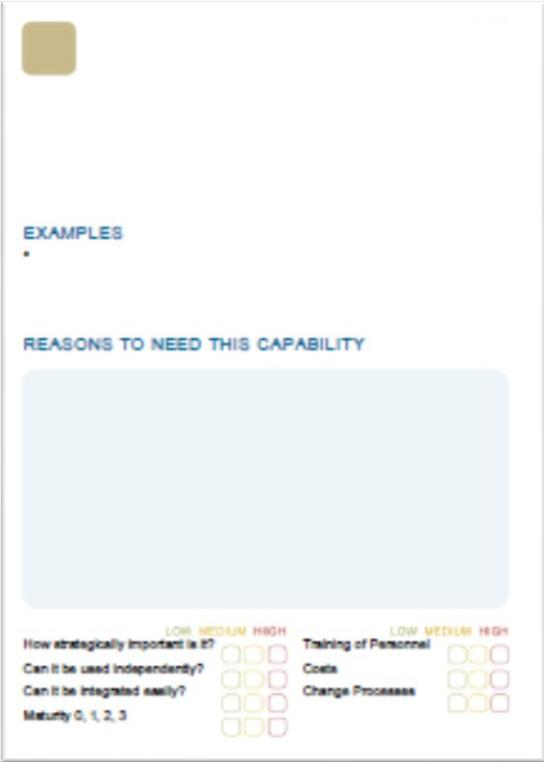 EXAMPLES
•
REASONS TO NEED THIS CAPABILITY
LOW MEDIUM HIGH
How strategically important is it?
Can it be used independently?
Can it be integrated easily?
Maturity 0, 1, 2, 3
LOW MEDIUM HIGH
Training of Personnel
Costs
Change Processes